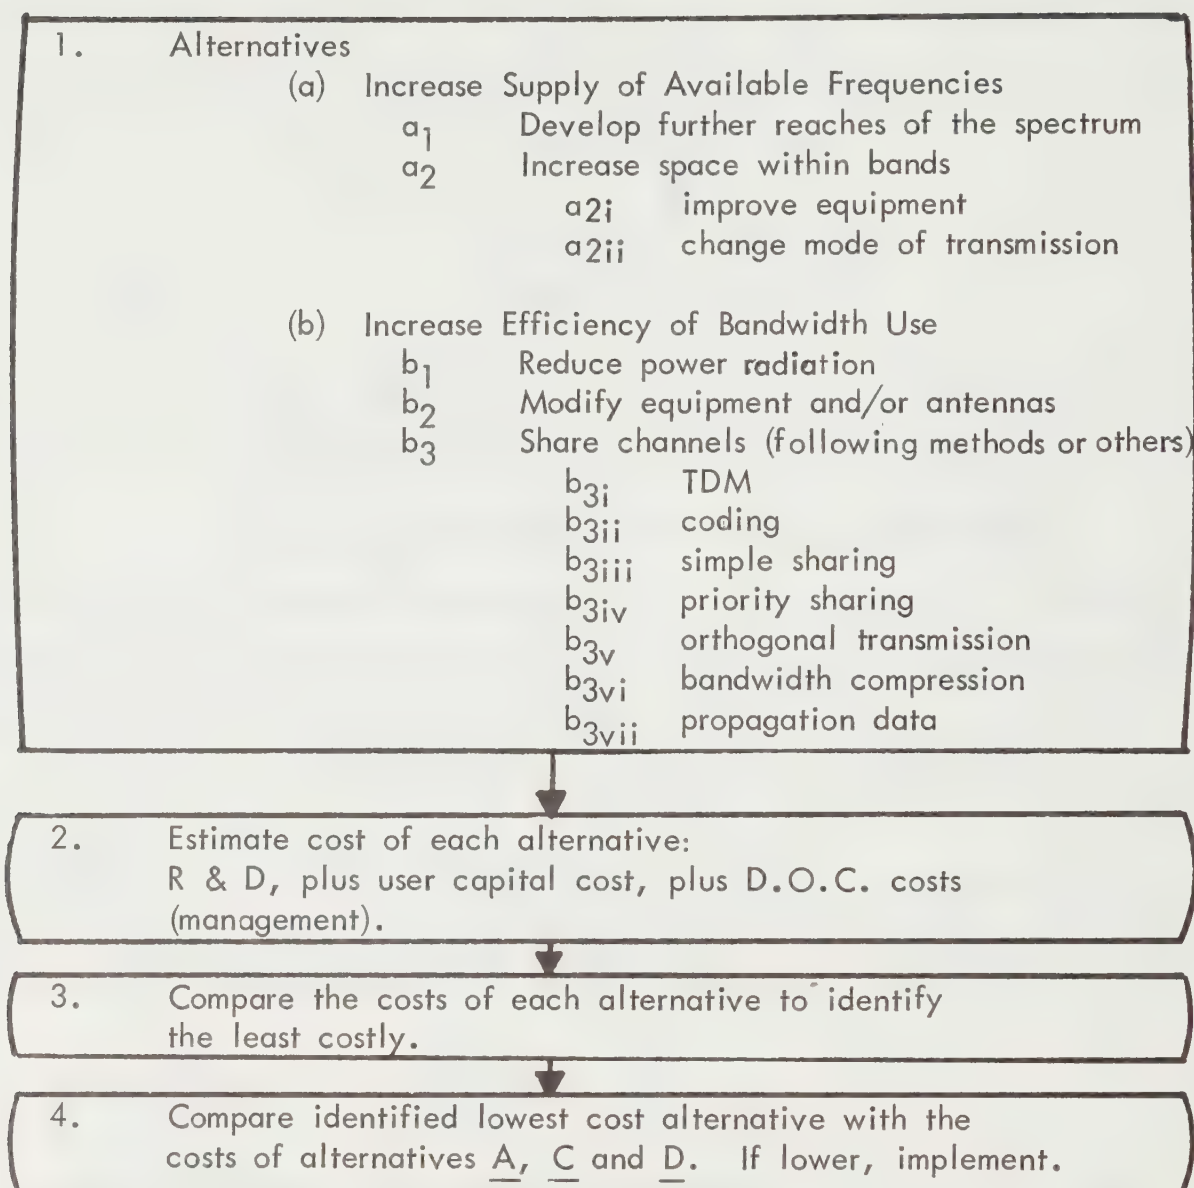 1. Alternatives
(a) Increase Supply of Available Frequencies
a1 Develop further reaches of the spectrum
a2 Increase space within bands
a2i improve equipment
a2ii change mode of transmission
(b) Increase Efficiency of Bandwidth Use
b1 Reduce power radiation
b2 Modify equipment and/or antennas
b3 Share channels (following methods or others)
b3i TDM
b3ii coding
b3iii simple sharing
b3iv priority sharing
b3v orthogonal transmission
b3vi bandwidth compression
b3vii propagation data
2. Estimate cost of each alternative:
R & D, plus user capital cost, plus D.O.C. costs
(management).
3. Compare the costs of each alternative to identify
the least costly.
4. Compare identified lowest cost alternative with the
costs of alternatives A, C and D. If lower, implement.